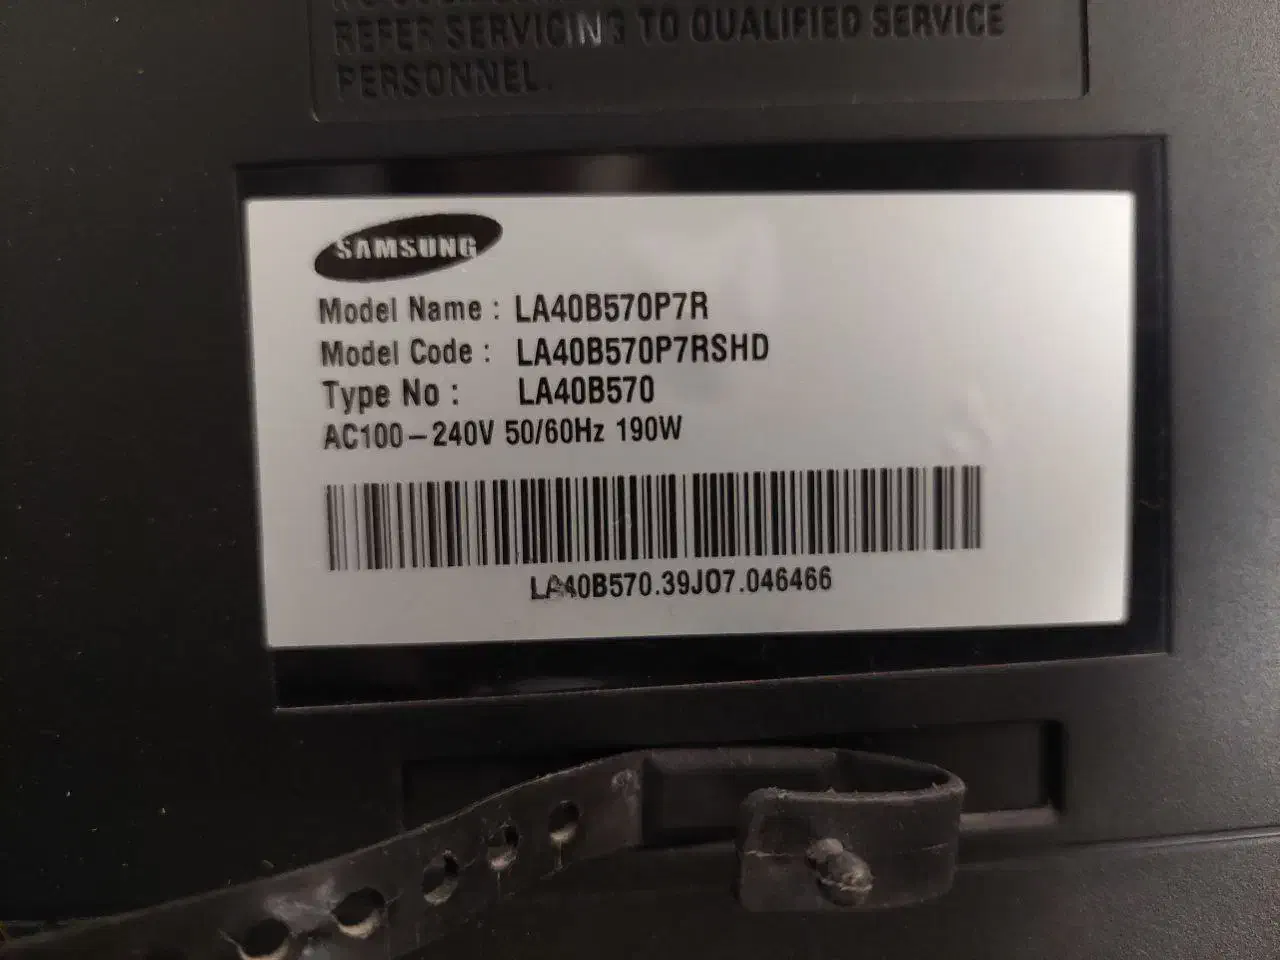 REFER SERVICING TO QUALIFIED SERVICE
PERSONNEL.
SAMSUNG
Model Name : LA40B570P7R
Model Code : LA40B570P7RSHD
Type No : LA40B570
AC100-240V 50/60Hz 190W
LA40B570.39J07.046466